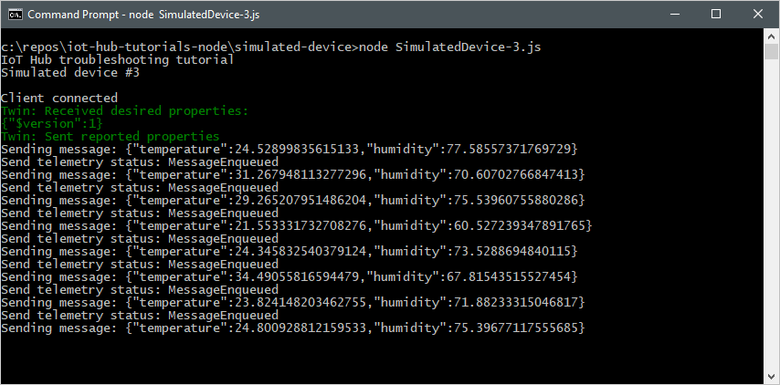 Command Prompt - node  SimulatedDevice-3.js
c:\repos\iot-hub-tutorials-node\simulated-device>node SimulatedDevice-3.js
IoT Hub troubleshooting tutorial
Simulated device #3
Client connected
Twin: Received desired properties:
{"$version":1}
Twin: Sent reported properties
Sending message: {"temperature":24.52899835615133,"humidity":77.58557371769729}
Send telemetry status: MessageEnqueued
Sending message: {"temperature":31.267948113277296,"humidity":70.60702766847413}
Send telemetry status: MessageEnqueued
Sending message: {"temperature":29.265207951486204,"humidity":75.53960755880286}
Send telemetry status: MessageEnqueued
Sending message: {"temperature":21.553331732708276,"humidity":60.527239347891765}
Send telemetry status: MessageEnqueued
Sending message: {"temperature":24.345832540379124,"humidity":73.5288694840115}
Send telemetry status: MessageEnqueued
Sending message: {"temperature":34.49055816594479,"humidity":67.81543515527454}
Send telemetry status: MessageEnqueued
Sending message: {"temperature":23.824148203462755,"humidity":71.88233315046817}
Send telemetry status: MessageEnqueued
Sending message: {"temperature":24.800928812159533,"humidity":75.39677117555685}